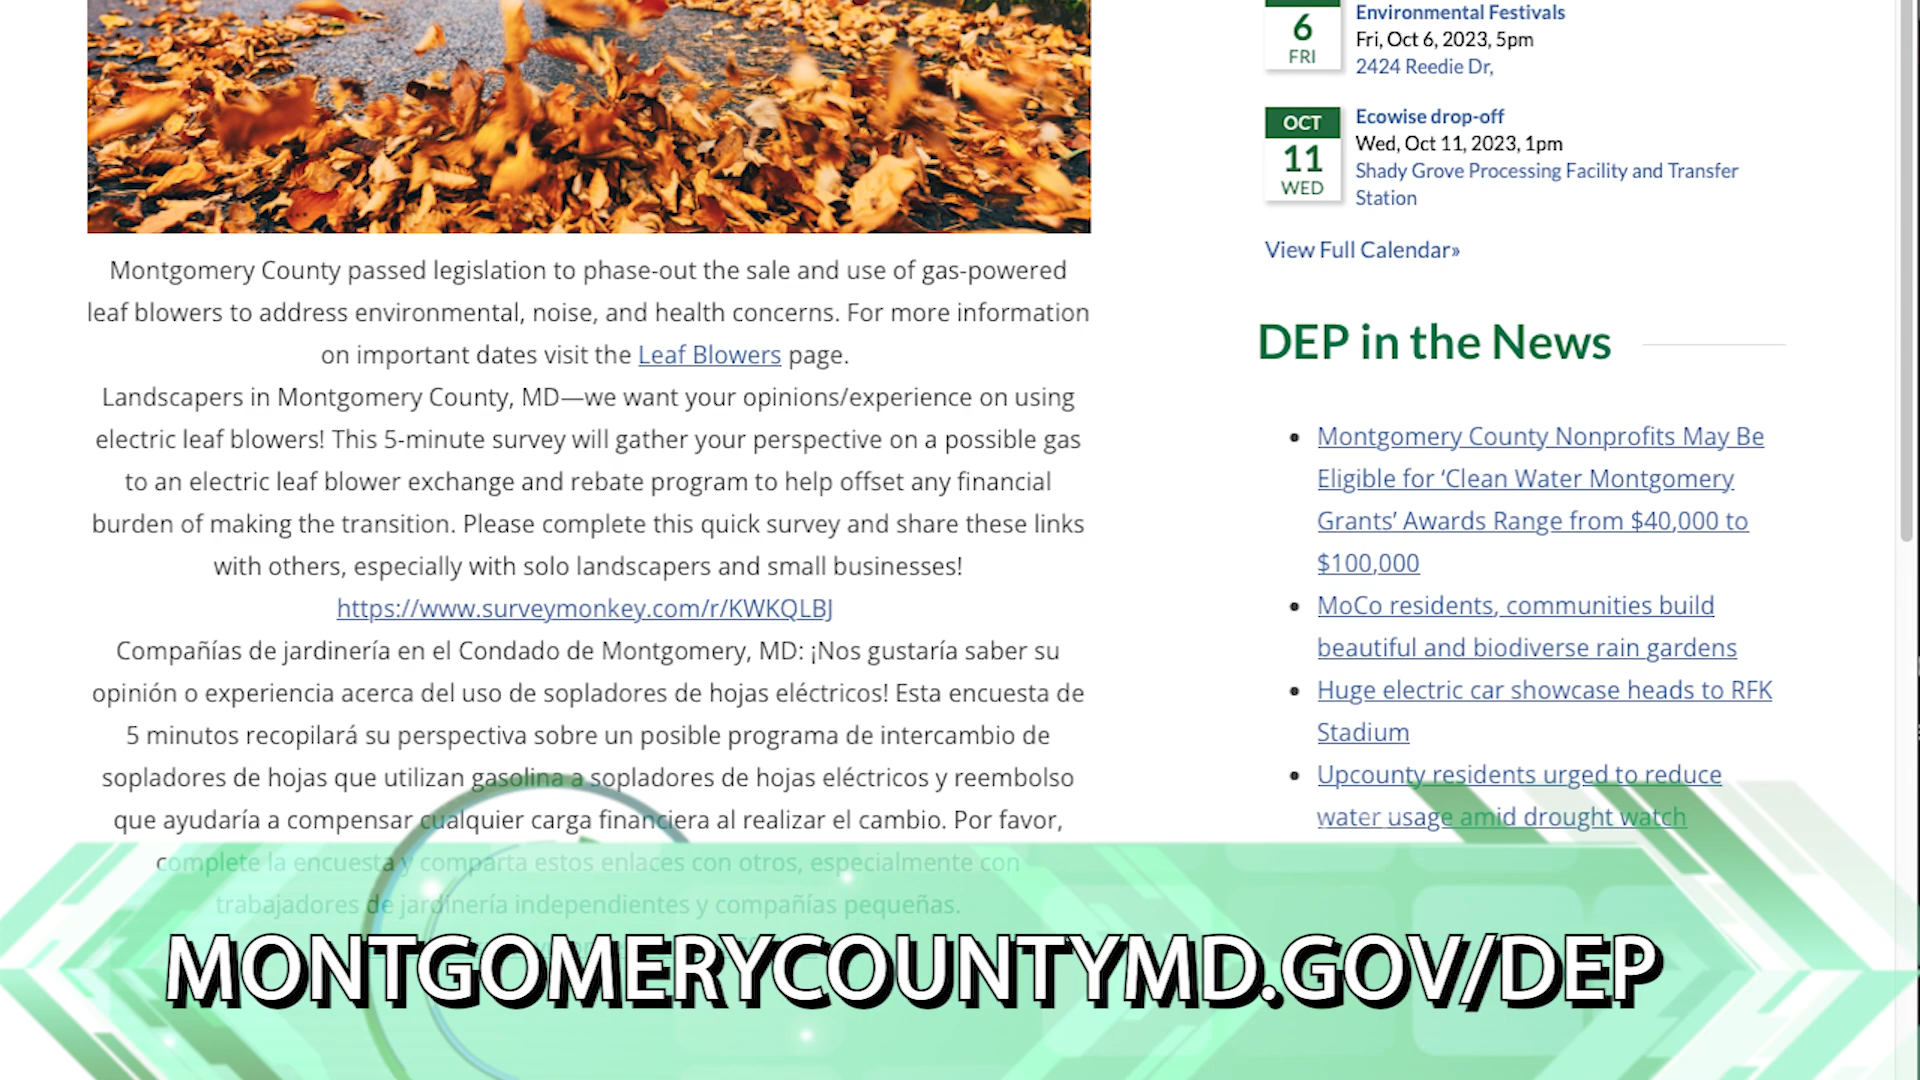 Montgomery County passed legislation to phase-out the sale and use of gas-powered
leaf blowers to address environmental, noise, and health concerns. For more information
on important dates visit the Leaf Blowers page.
Landscapers in Montgomery County, MD—we want your opinions/experience on using
electric leaf blowers! This 5-minute survey will gather your perspective on a possible gas
to an electric leaf blower exchange and rebate program to help offset any financial
burden of making the transition. Please complete this quick survey and share these links
with others, especially with solo landscapers and small businesses!
https://www.surveymonkey.com/r/KWKQLBJ
Compañías de jardinería en el Condado de Montgomery, MD: ¡Nos gustaría saber su
opinión o experiencia acerca del uso de sopladores de hojas eléctricos! Esta encuesta de
5 minutos recopilará su perspectiva sobre un posible programa de intercambio de
sopladores de hojas que utilizan gasolina a sopladores de hojas eléctricos y reembolso
que ayudaría a compensar cualquier carga financiera al realizar el cambio. Por favor,
complete la encuesta y comparta estos enlaces con otros, especialmente con
trabajadores de jardinería independientes y compañías pequeñas.
6
FRI
Environmental Festivals
Fri, Oct 6, 2023, 5pm
2424 Reedie Dr,
OCT
11
WED
Ecowise drop-off
Wed, Oct 11, 2023, 1pm
Shady Grove Processing Facility and Transfer
Station
View Full Calendar»
DEP in the News
Montgomery County Nonprofits May Be
Eligible for ‘Clean Water Montgomery
Grants’ Awards Range from $40,000 to
$100,000
MoCo residents, communities build
beautiful and biodiverse rain gardens
Huge electric car showcase heads to RFK
Stadium
Upcounty residents urged to reduce
water usage amid drought watch
MONTGOMERYCOUNTYMD.GOV/DEP